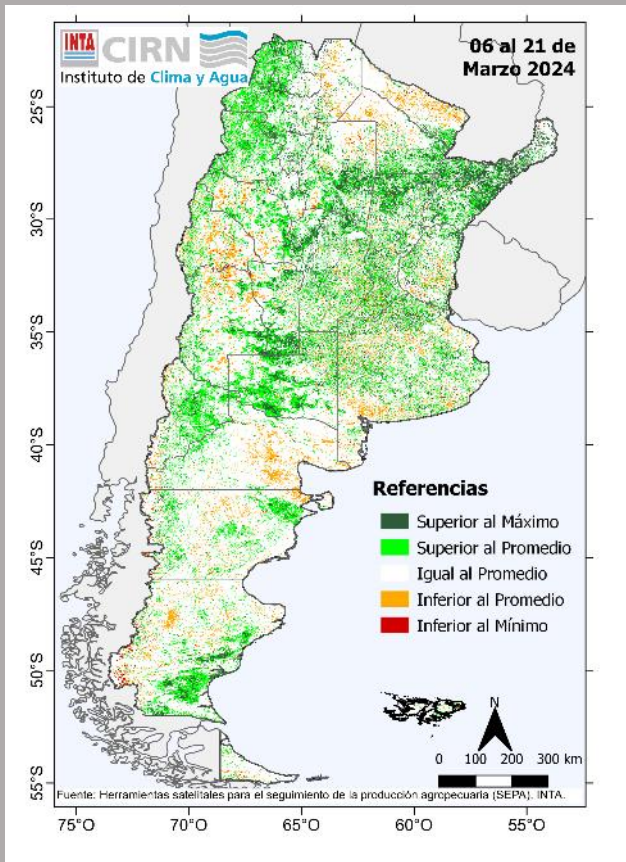 INTA CIRN
Instituto de Clima y Agua
06 al 21 de
Marzo 2024
25°S
30°S
35°S
40°S
45°S
50°S
55°S
Referencias
Superior al Máximo
Superior al Promedio
Igual al Promedio
Inferior al Promedio
Inferior al Mínimo
N
0 100 200 300 km
Fuente: Herramientas satelitales para el seguimiento de la producción agropecuaria (SEPA). INTA.
75°O 70°O 65°O 60°O 55°O